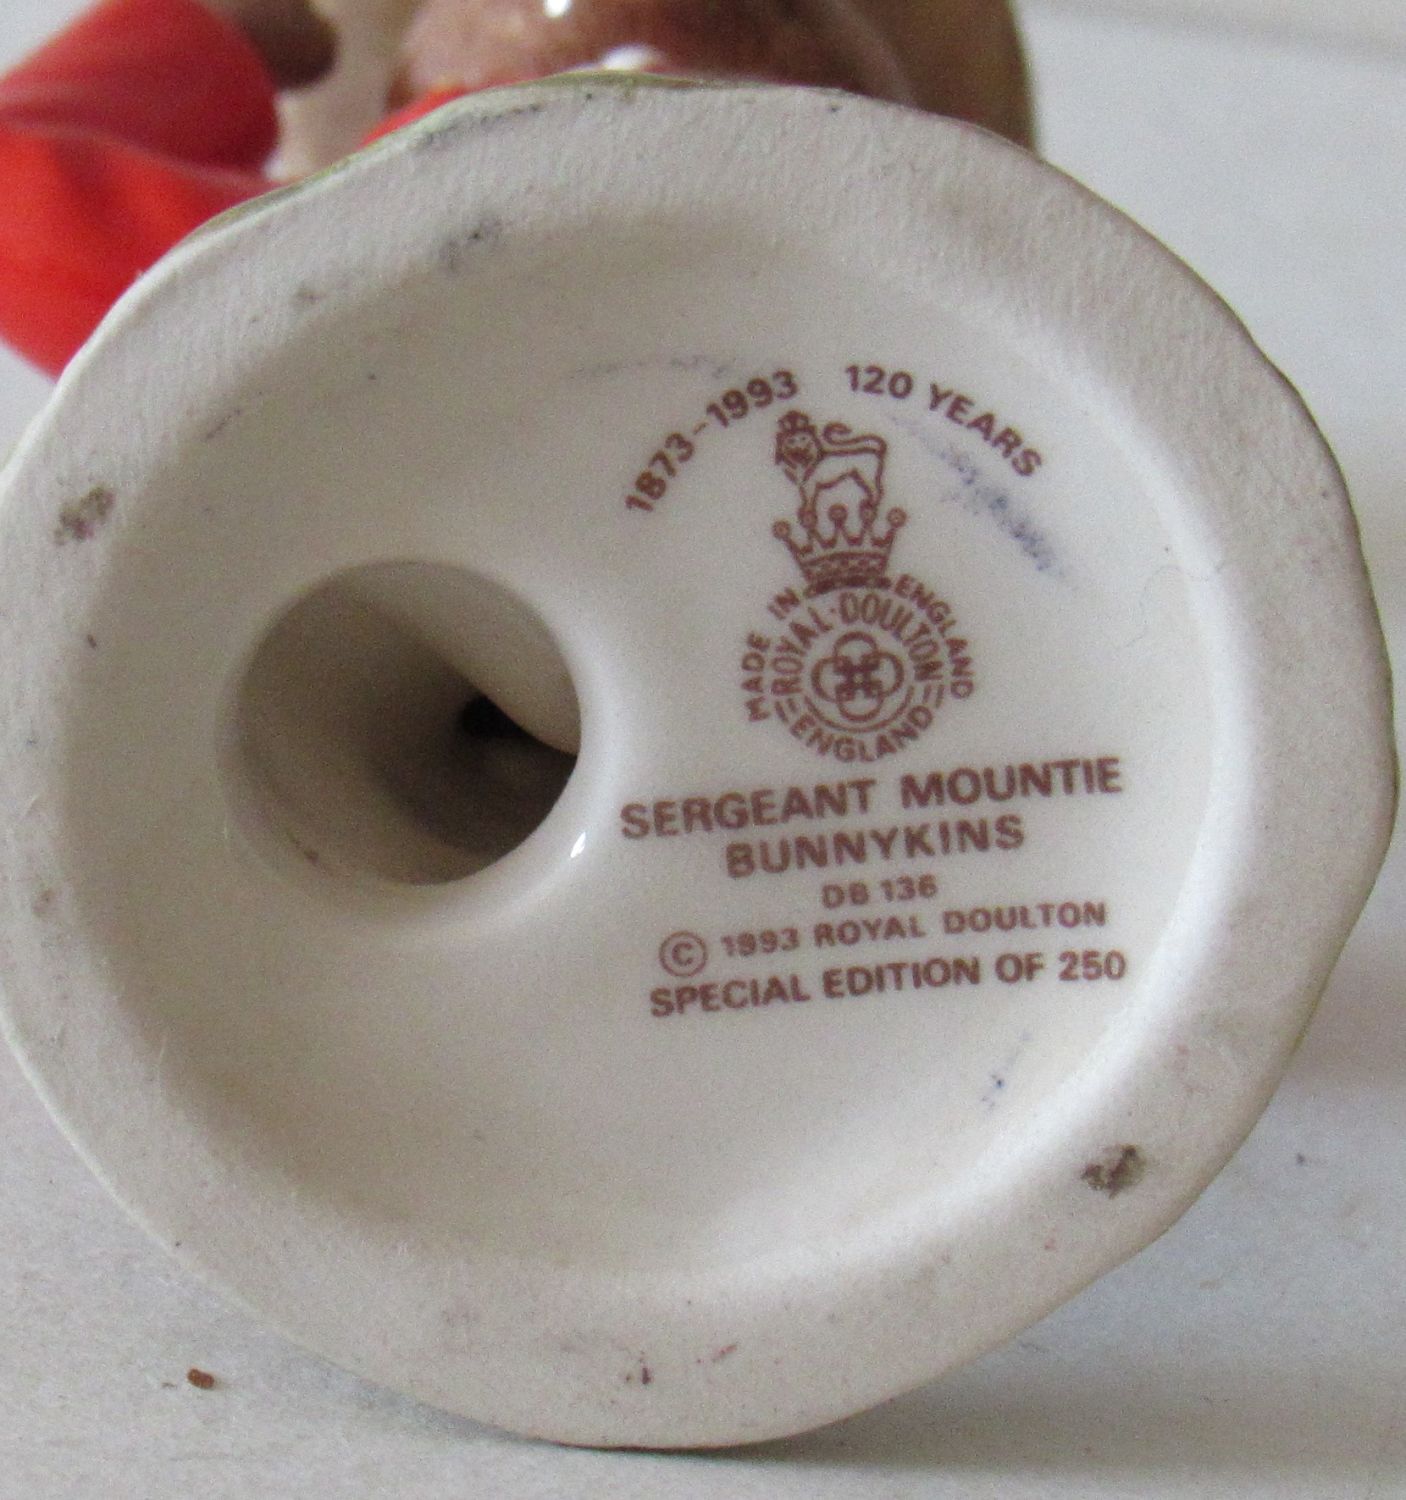 1873-1993 120 YEARS
MADE IN ENGLAND
ROYAL·DOULTON
ENGLAND
SERGEANT MOUNTIE
BUNNYKINS
DB 136
© 1993 ROYAL DOULTON
SPECIAL EDITION OF 250